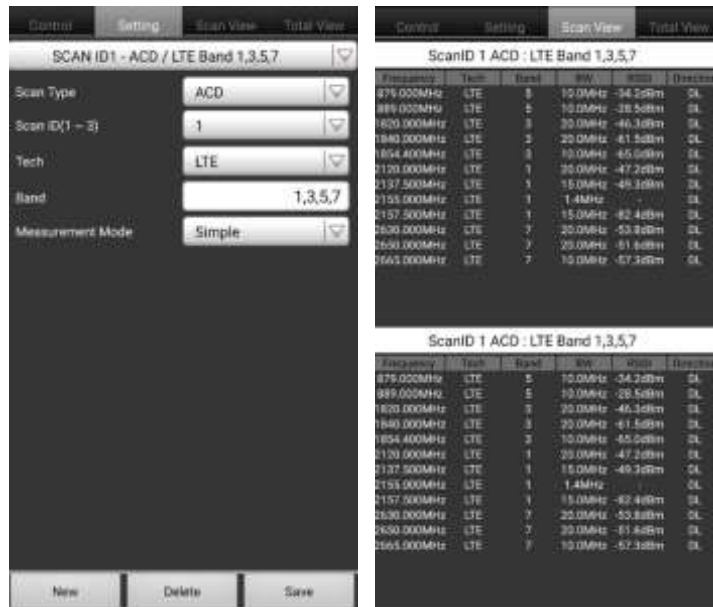 Control Setting Scan View Total View
SCAN ID1 - ACD / LTE Band 1,3,5,7
Scan Type ACD
Scan ID(1 ~ 3) 1
Tech LTE
Band 1,3,5,7
Measurement Mode Simple
New Delete Save
Control Setting Scan View Total View
ScanID 1 ACD : LTE Band 1,3,5,7
Frequency Tech Band BW RSSI Direction
879.000MHz LTE 5 10.0MHz -34.2dBm DL
889.000MHz LTE 5 10.0MHz -28.5dBm DL
1820.000MHz LTE 3 20.0MHz -46.3dBm DL
1840.000MHz LTE 3 20.0MHz -61.5dBm DL
1854.400MHz LTE 3 10.0MHz -65.0dBm DL
2120.000MHz LTE 1 20.0MHz -47.2dBm DL
2137.500MHz LTE 1 15.0MHz -49.3dBm DL
2155.000MHz LTE 1 1.4MHz - DL
2157.500MHz LTE 1 15.0MHz -82.4dBm DL
2630.000MHz LTE 7 20.0MHz -53.8dBm DL
2650.000MHz LTE 7 20.0MHz -51.6dBm DL
2665.000MHz LTE 7 10.0MHz -57.3dBm DL
ScanID 1 ACD : LTE Band 1,3,5,7
Frequency Tech Band BW RSSI Direction
879.000MHz LTE 5 10.0MHz -34.2dBm DL
889.000MHz LTE 5 10.0MHz -28.5dBm DL
1820.000MHz LTE 3 20.0MHz -46.3dBm DL
1840.000MHz LTE 3 20.0MHz -61.5dBm DL
1854.400MHz LTE 3 10.0MHz -65.0dBm DL
2120.000MHz LTE 1 20.0MHz -47.2dBm DL
2137.500MHz LTE 1 15.0MHz -49.3dBm DL
2155.000MHz LTE 1 1.4MHz - DL
2157.500MHz LTE 1 15.0MHz -82.4dBm DL
2630.000MHz LTE 7 20.0MHz -53.8dBm DL
2650.000MHz LTE 7 20.0MHz -51.6dBm DL
2665.000MHz LTE 7 10.0MHz -57.3dBm DL